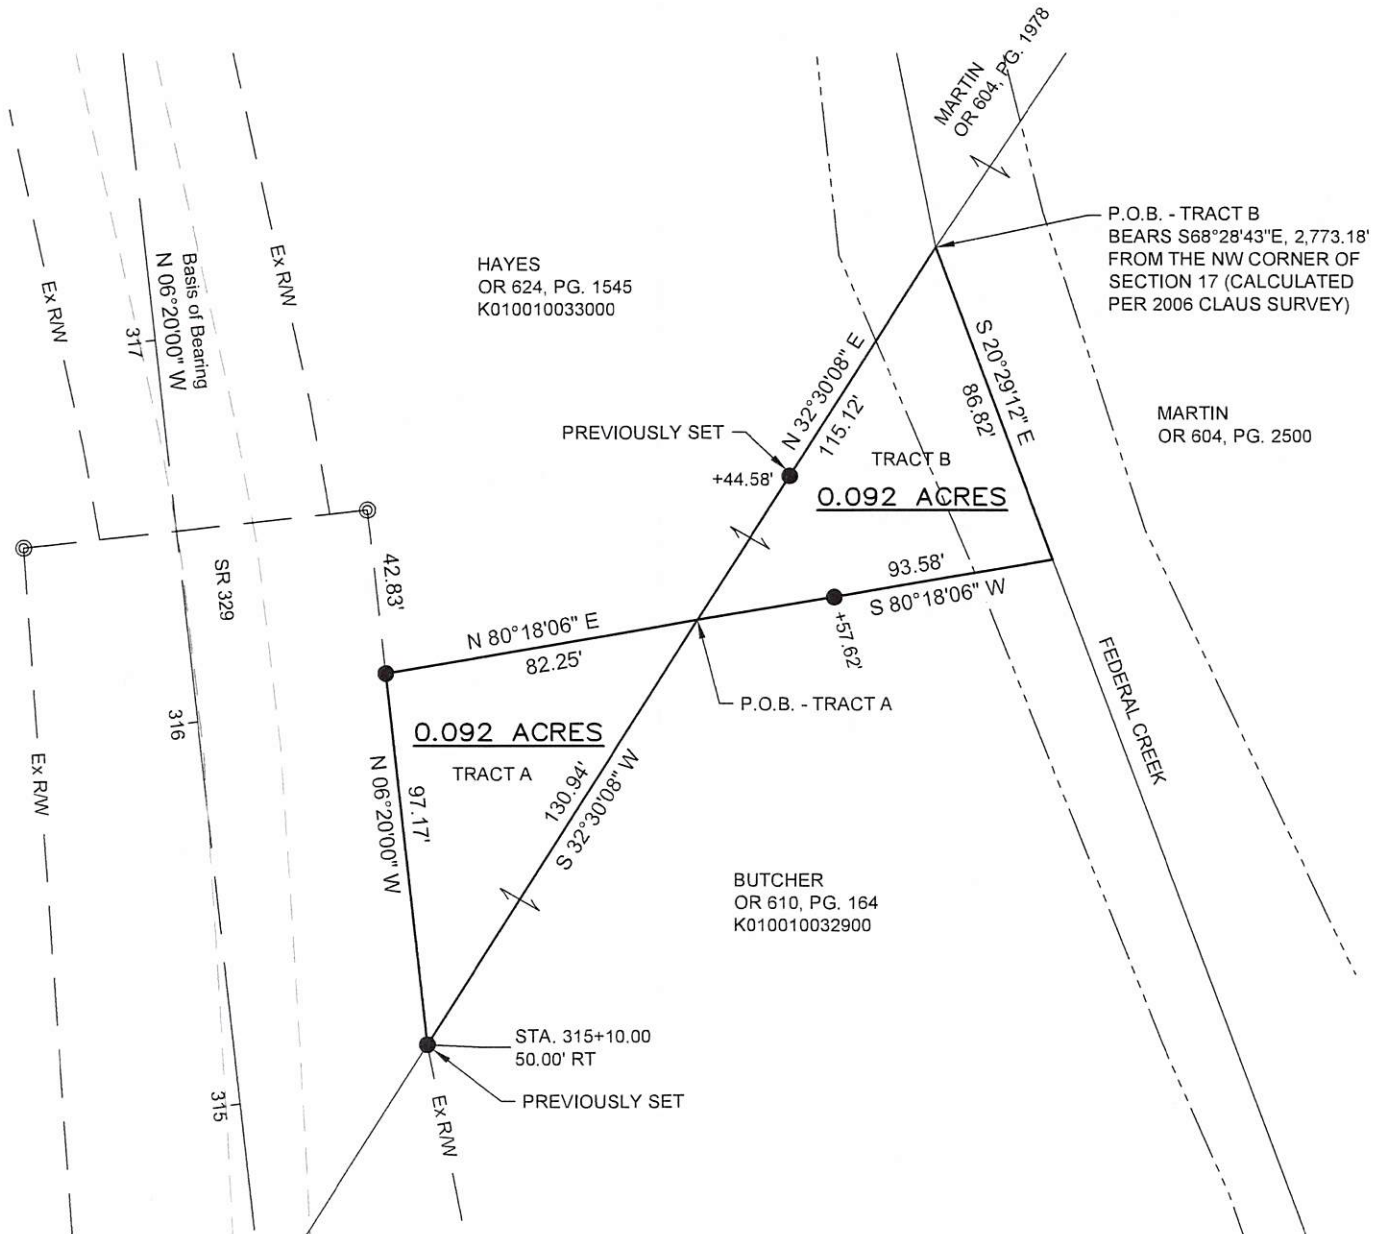 MARTIN
OR 604, PG. 1978
P.O.B. - TRACT B
BEARS S68°28'43"E, 2,773.18'
FROM THE NW CORNER OF
SECTION 17 (CALCULATED
PER 2006 CLAUS SURVEY)
HAYES
OR 624, PG. 1545
K010010033000
Ex R/W
Ex R/W
Basis of Bearing
N 06°20'00" W
317
N 32°30'08" E
115.12'
S 20°29'12" E
86.82'
MARTIN
OR 604, PG. 2500
PREVIOUSLY SET
+44.58'
TRACT B
0.092 ACRES
93.58'
S 80°18'06" W
+57.62'
SR 329
42.83'
N 80°18'06" E
82.25'
P.O.B. - TRACT A
FEDERAL CREEK
316
Ex R/W
0.092 ACRES
TRACT A
N 06°20'00" W
97.17'
130.94'
S 32°30'08" W
BUTCHER
OR 610, PG. 164
K010010032900
STA. 315+10.00
50.00' RT
PREVIOUSLY SET
315
Ex R/W